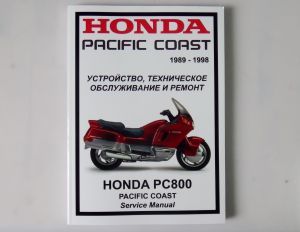 HONDA
PACIFIC COAST
1989 - 1998
УСТРОЙСТВО, ТЕХНИЧЕСКОЕ
ОБСЛУЖИВАНИЕ И РЕМОНТ
HONDA PC800
PACIFIC COAST
Service Manual